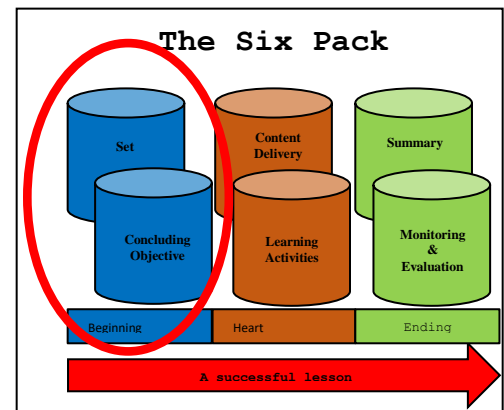 The Six Pack
Set
Content
Delivery
Summary
Concluding
Objective
Learning
Activities
Monitoring
&
Evaluation
Beginning
Heart
Ending
A successful lesson